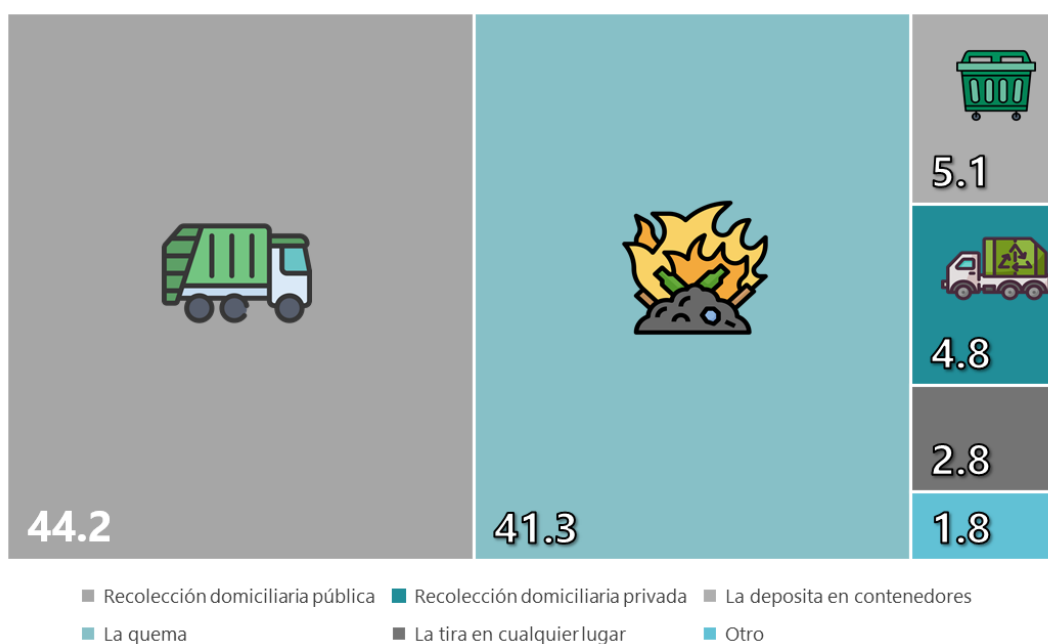 5.1
4.8
2.8
44.2
41.3
1.8
Recolección domiciliaria pública
Recolección domiciliaria privada
La deposita en contenedores
La quema
La tira en cualquier lugar
Otro